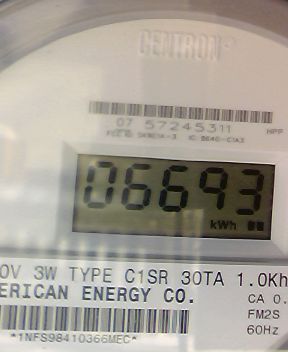 CENTRON®
07 57245311
HPP
06693
kWh
0V 3W TYPE C1SR 30TA 1.0Kh
ERICAN ENERGY CO.
CA 0.
FM2S
60Hz
*1NFS98410366MEC*